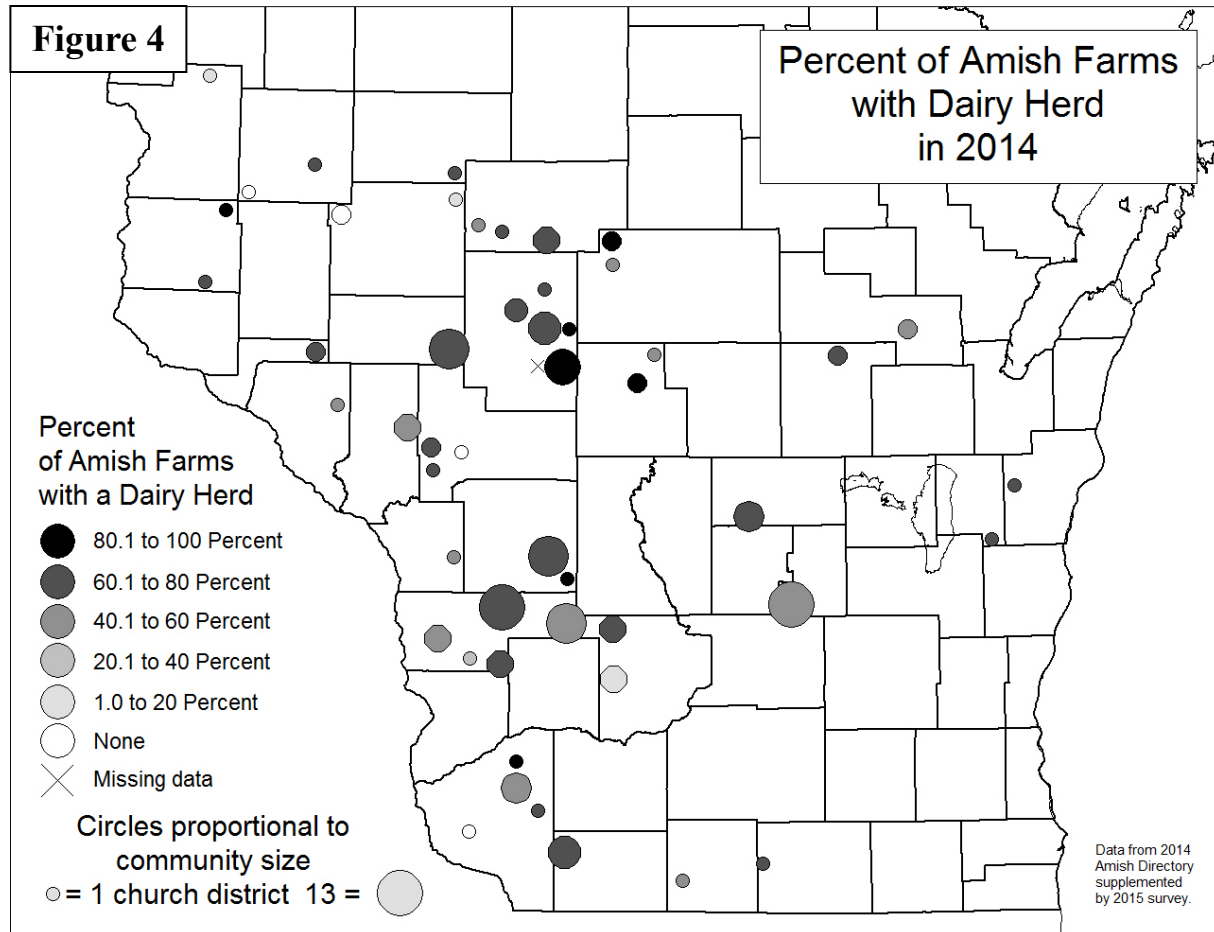 Figure 4
Percent of Amish Farms
with Dairy Herd
in 2014
Percent
of Amish Farms
with a Dairy Herd
80.1 to 100 Percent
60.1 to 80 Percent
40.1 to 60 Percent
20.1 to 40 Percent
1.0 to 20 Percent
None
Missing data
Circles proportional to
community size
= 1 church district 13 =
Data from 2014
Amish Directory
supplemented
by 2015 survey.